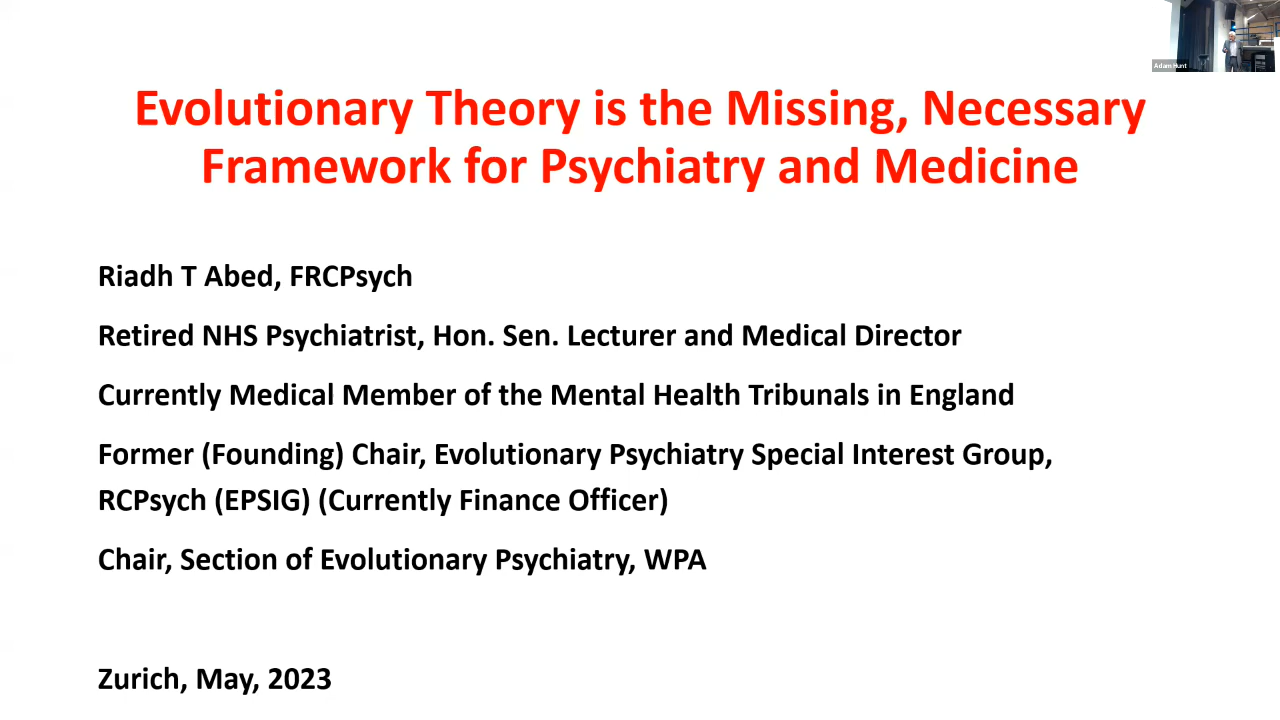 Adam Hunt
Evolutionary Theory is the Missing, Necessary
Framework for Psychiatry and Medicine
Riadh T Abed, FRCPsych
Retired NHS Psychiatrist, Hon. Sen. Lecturer and Medical Director
Currently Medical Member of the Mental Health Tribunals in England
Former (Founding) Chair, Evolutionary Psychiatry Special Interest Group,
RCPsych (EPSIG) (Currently Finance Officer)
Chair, Section of Evolutionary Psychiatry, WPA
Zurich, May, 2023